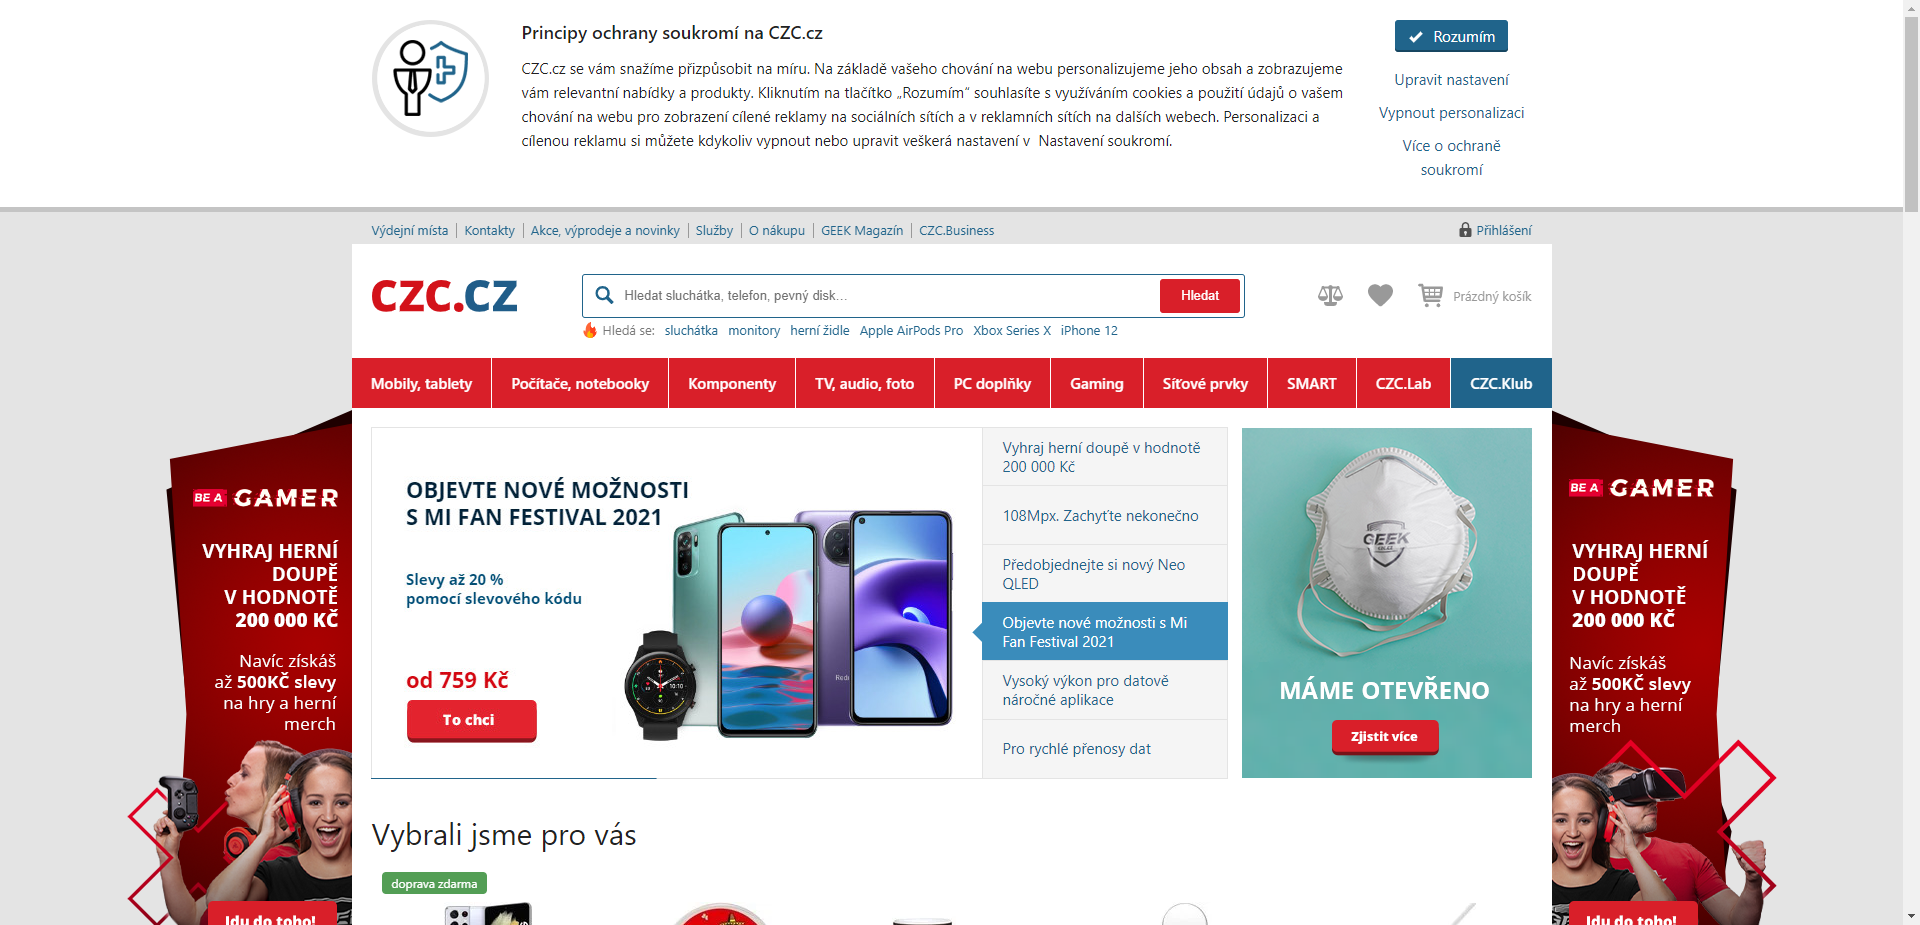 Principy ochrany soukromí na CZC.cz
CZC.cz se vám snažíme přizpůsobit na míru. Na základě vašeho chování na webu personalizujeme jeho obsah a zobrazujeme
vám relevantní nabídky a produkty. Kliknutím na tlačítko „Rozumím" souhlasíte s využíváním cookies a použití údajů o vašem
chování na webu pro zobrazení cílené reklamy na sociálních sítích a v reklamních sítích na dalších webech. Personalizaci a
cílenou reklamu si můžete kdykoliv vypnout nebo upravit veškerá nastavení v Nastavení soukromí.
Rozumím
Upravit nastavení
Vypnout personalizaci
Více o ochraně
soukromí
Výdejní místa
Kontakty
Akce, výprodeje a novinky
Služby
O nákupu
GEEK Magazín
CZC.Business
Přihlášení
CZC.CZ
Hledat sluchátka, telefon, pevný disk...
Hledat
Prázdný košík
Hledá se: sluchátka monitory herní židle Apple AirPods Pro Xbox Series X iPhone 12
Mobily, tablety
Počítače, notebooky
Komponenty
TV, audio, foto
PC doplňky
Gaming
Síťové prvky
SMART
CZC.Lab
CZC.Klub
BE A GAMER
VYHRAJ HERNÍ
DOUPĚ
V HODNOTĚ
200 000 KČ
Navíc získáš
až 500KČ slevy
na hry a herní
merch
Jdu do toho!
OBJEVTE NOVÉ MOŽNOSTI
S MI FAN FESTIVAL 2021
Slevy až 20 %
pomocí slevového kódu
od 759 Kč
To chci
Redmi
10:10
Vyhraj herní doupě v hodnotě
200 000 Kč
108Mpx. Zachyťte nekonečno
Předobjednejte si nový Neo
QLED
Objevte nové možnosti s Mi
Fan Festival 2021
Vysoký výkon pro datově
náročné aplikace
Pro rychlé přenosy dat
GEEK
MÁME OTEVŘENO
Zjistit více
BE A GAMER
VYHRAJ HERNÍ
DOUPĚ
V HODNOTĚ
200 000 KČ
Navíc získáš
až 500KČ slevy
na hry a herní
merch
Jdu do toho!
Vybrali jsme pro vás
doprava zdarma